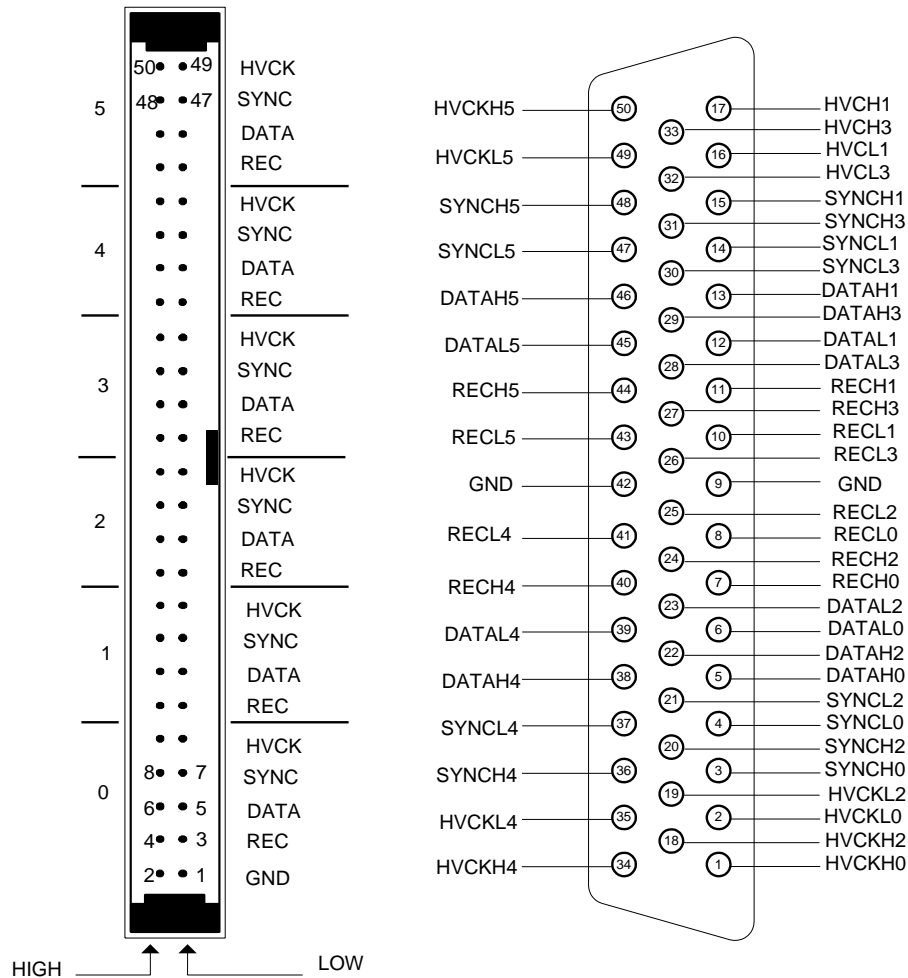 50 49 HVCK
48 47 SYNC
5
DATA
REC
HVCK
SYNC
4
DATA
REC
HVCK
SYNC
3
DATA
REC
HVCK
SYNC
2
DATA
REC
HVCK
SYNC
1
DATA
REC
HVCK
8 7 SYNC
0
6 5 DATA
4 3 REC
2 1 GND
HIGH
LOW
HVCKH5 50 17 HVCH1
33 HVCH3
HVCKL5 49 16 HVCL1
32 HVCL3
SYNCH5 48 15 SYNCH1
31 SYNCH3
SYNCL5 47 14 SYNCL1
30 SYNCL3
DATAH5 46 13 DATAH1
29 DATAH3
DATAL5 45 12 DATAL1
28 DATAL3
RECH5 44 11 RECH1
27 RECH3
RECL5 43 10 RECL1
26 RECL3
GND 42 9 GND
25 RECL2
RECL4 41 8 RECL0
24 RECH2
RECH4 40 7 RECH0
23 DATAL2
DATAL4 39 6 DATAL0
22 DATAH2
DATAH4 38 5 DATAH0
21 SYNCL2
SYNCL4 37 4 SYNCL0
20 SYNCH2
SYNCH4 36 3 SYNCH0
19 HVCKL2
HVCKL4 35 2 HVCKL0
18 HVCKH2
HVCKH4 34 1 HVCKH0